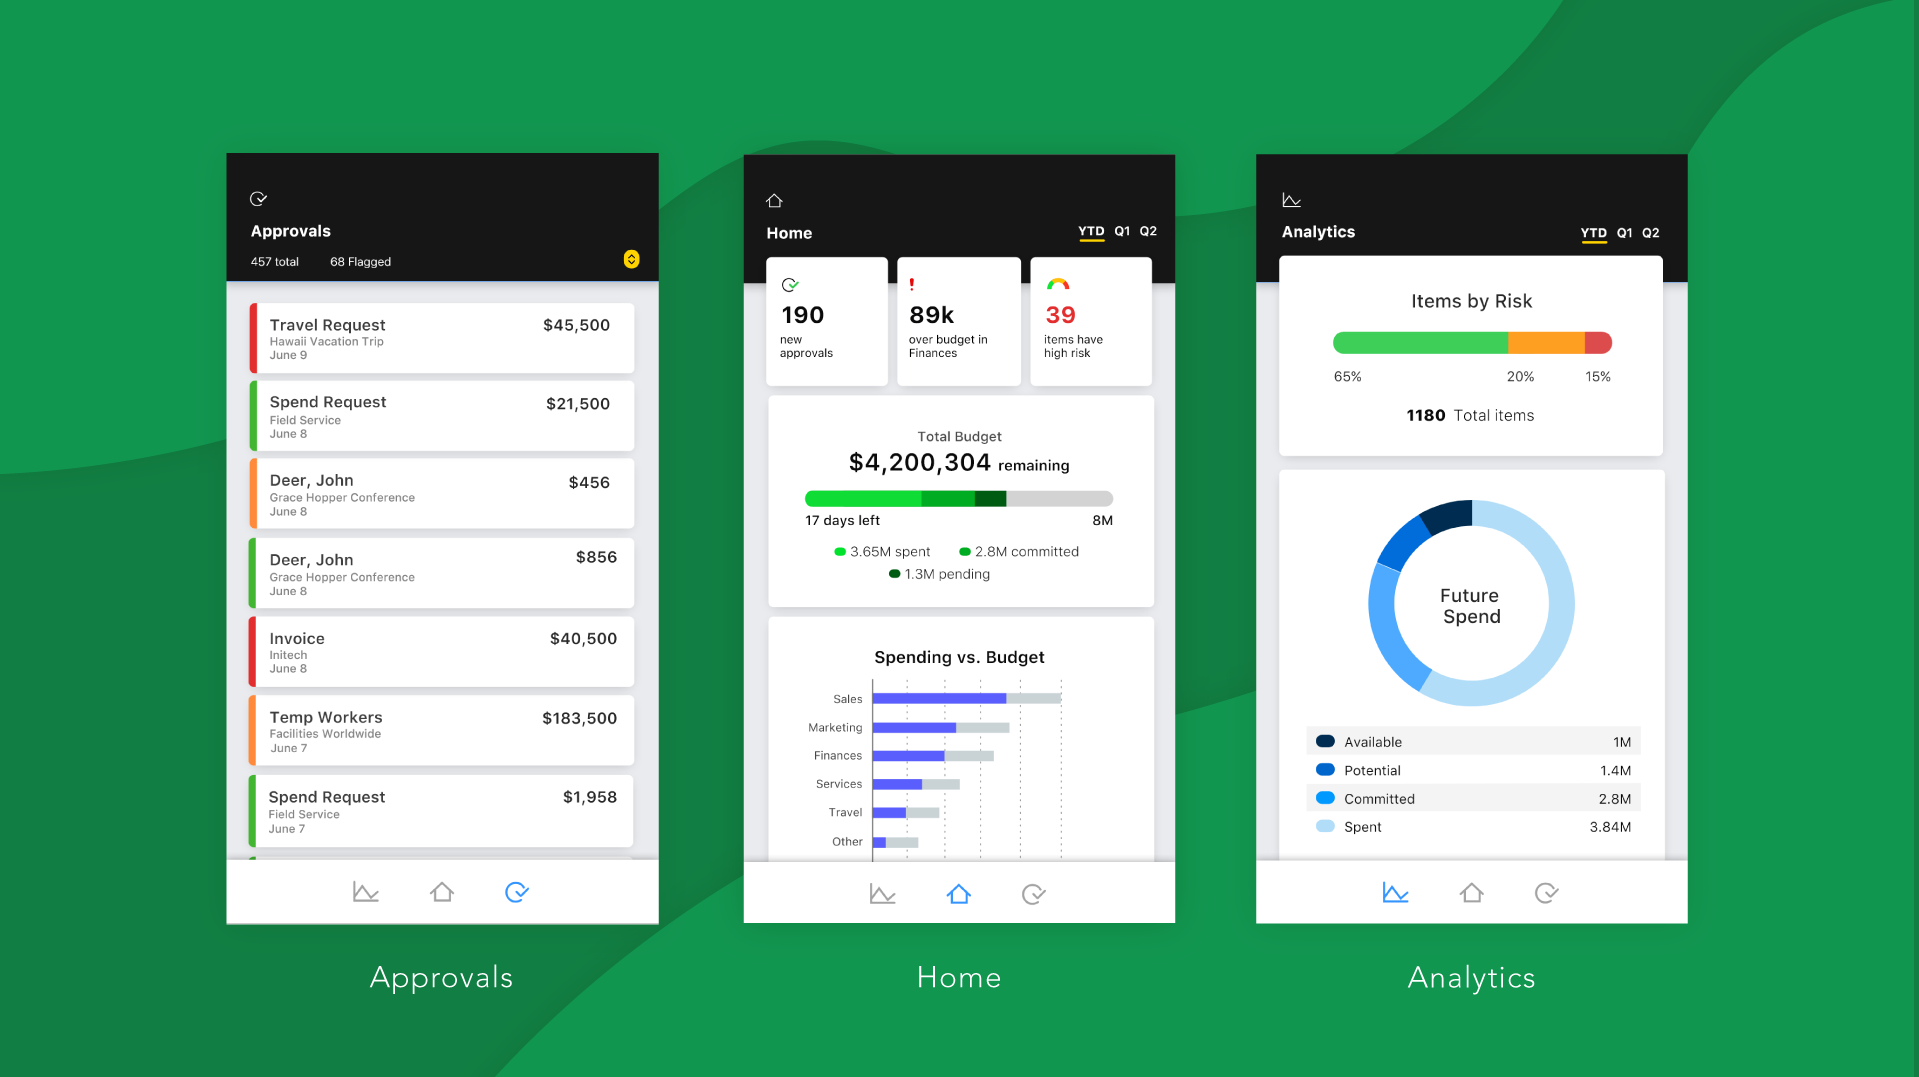 Approvals
457 total 68 Flagged
Travel Request $45,500
Hawaii Vacation Trip
June 9
Spend Request $21,500
Field Service
June 8
Deer, John $456
Grace Hopper Conference
June 8
Deer, John $856
Grace Hopper Conference
June 8
Invoice $40,500
Initech
June 8
Temp Workers $183,500
Facilities Worldwide
June 7
Spend Request $1,958
Field Service
June 7
Approvals
Home YTD Q1 Q2
190
new
approvals
89k
over budget in
Finances
39
items have
high risk
Total Budget
$4,200,304 remaining
17 days left 8M
3.65M spent 2.8M committed
1.3M pending
Spending vs. Budget
Sales
Marketing
Finances
Services
Travel
Other
Home
Analytics YTD Q1 Q2
Items by Risk
65% 20% 15%
1180 Total items
Future
Spend
Available 1M
Potential 1.4M
Committed 2.8M
Spent 3.84M
Analytics